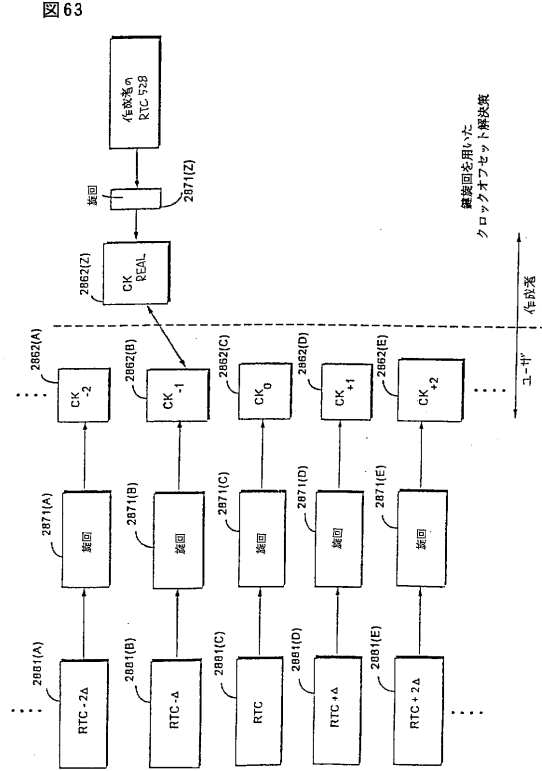 図63
作成者の
RTC 528
旋回
2871(Z)
2862(Z)
CK
REAL
鍵旋回を用いた
クロックオフセット解決策
作成者
ユーザ
2862(A)
CK
-2
2862(B)
CK
-1
2862(C)
CK
0
2862(D)
CK
+1
2862(E)
CK
+2
2871(A)
旋回
2871(B)
旋回
2871(C)
旋回
2871(D)
旋回
2871(E)
旋回
2881(A)
RTC - 2Δ
2881(B)
RTC -Δ
2881(C)
RTC
2881(D)
RTC +Δ
2881(E)
RTC + 2Δ